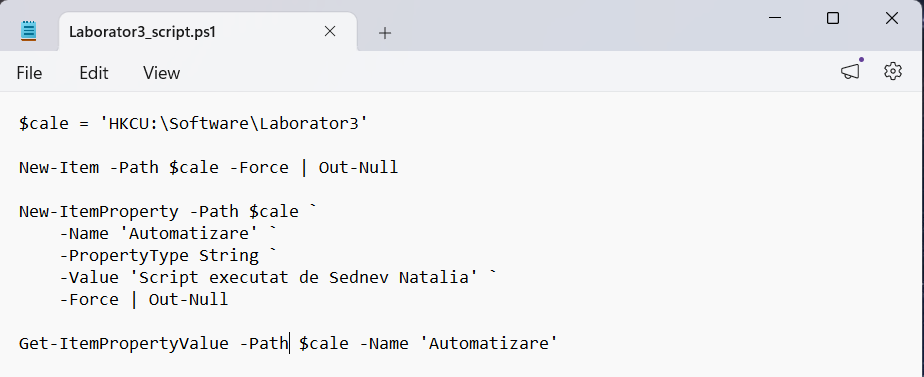 Laborator3_script.ps1
File Edit View
$cale = 'HKCU:\Software\Laborator3'
New-Item -Path $cale -Force | Out-Null
New-ItemProperty -Path $cale `
-Name 'Automatizare' `
-PropertyType String `
-Value 'Script executat de Sednev Natalia' `
-Force | Out-Null
Get-ItemPropertyValue -Path $cale -Name 'Automatizare'